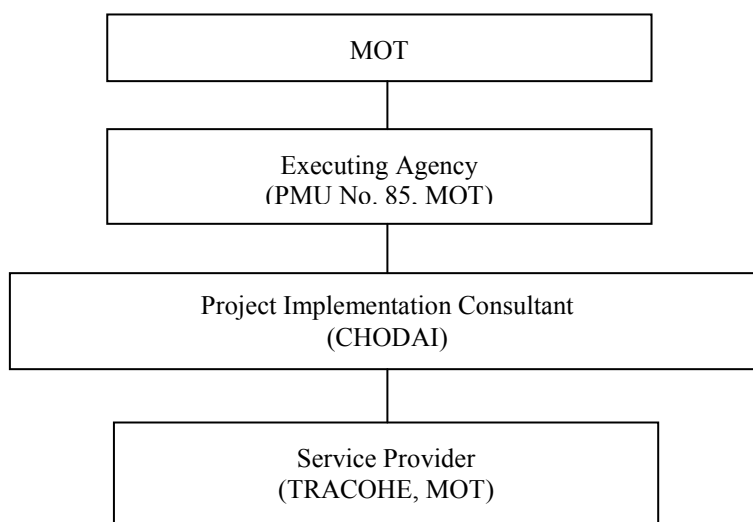 MOT
Executing Agency
(PMU No. 85, MOT)
Project Implementation Consultant
(CHODAI)
Service Provider
(TRACOHE, MOT)